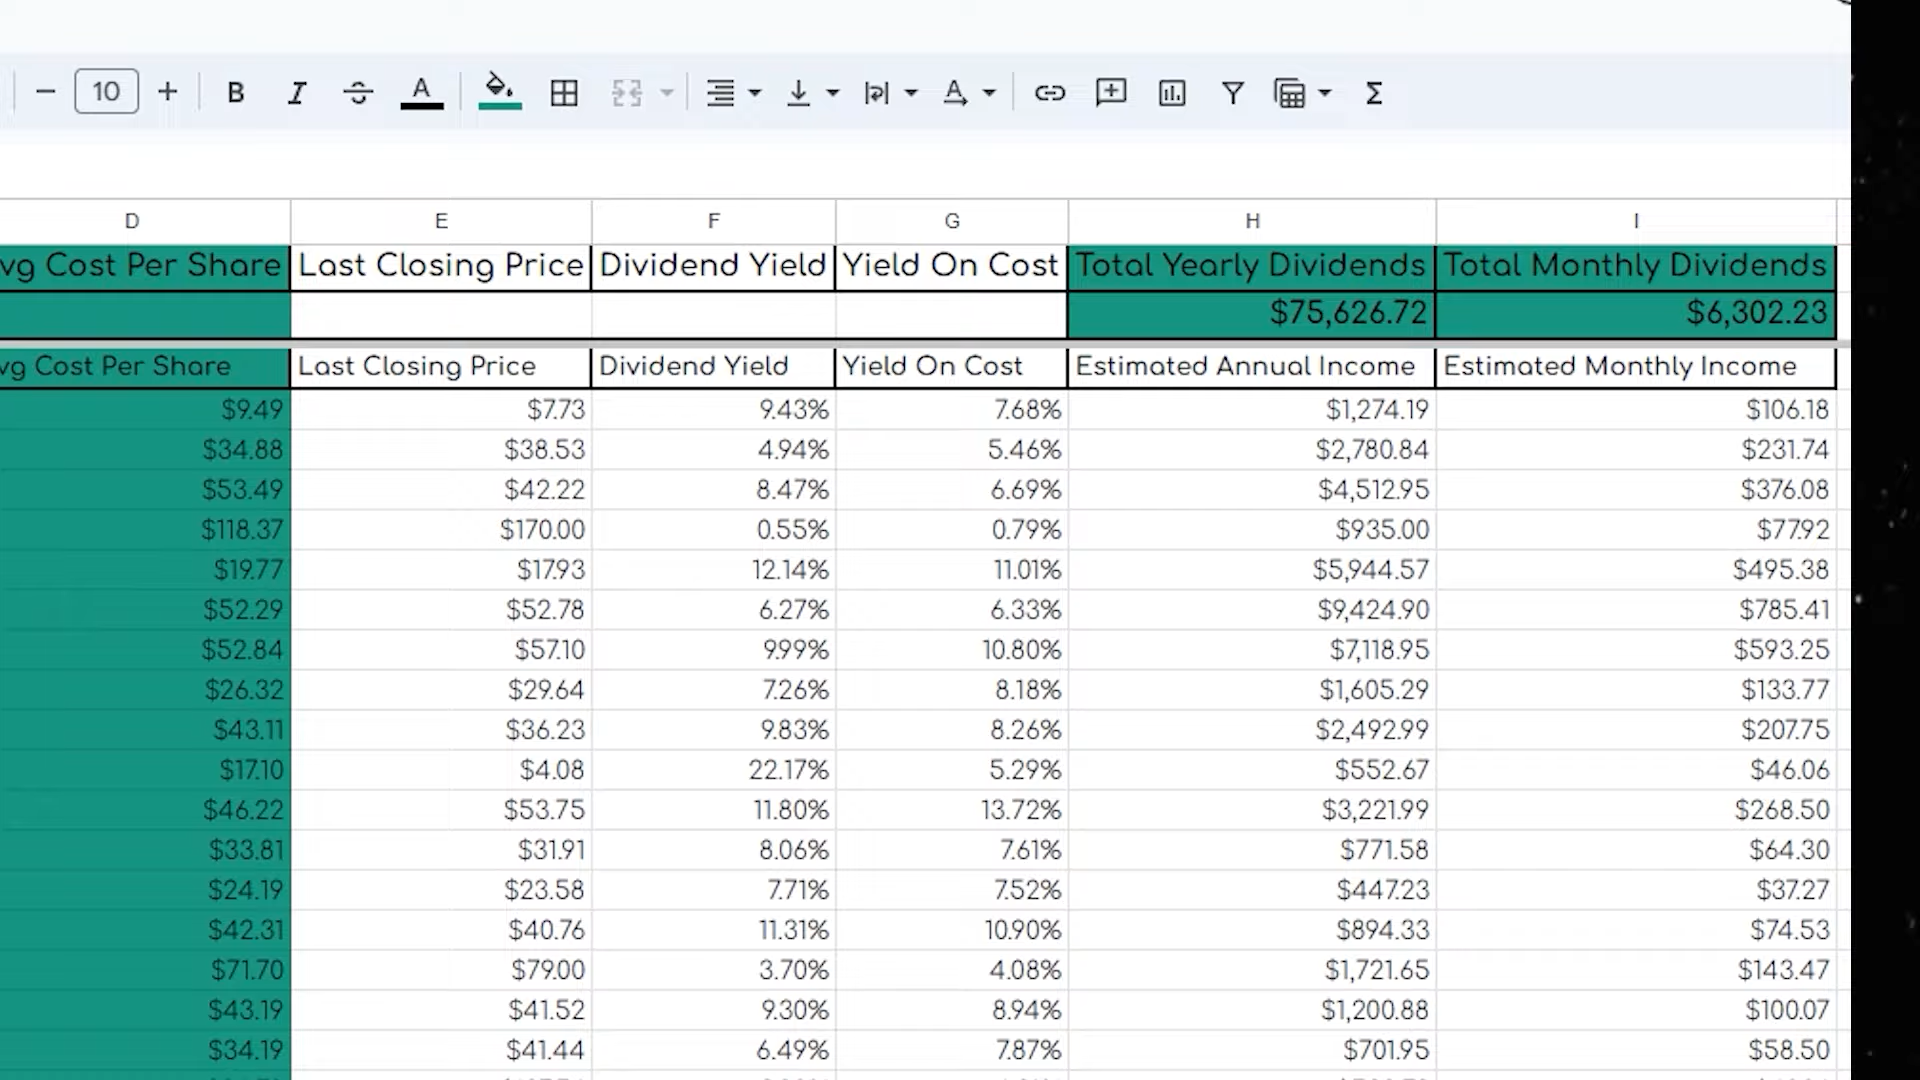 10 B I A
D E F G H I
vg Cost Per Share Last Closing Price Dividend Yield Yield On Cost Total Yearly Dividends Total Monthly Dividends
$75,626.72 $6,302.23
vg Cost Per Share Last Closing Price Dividend Yield Yield On Cost Estimated Annual Income Estimated Monthly Income
$9.49 $7.73 9.43% 7.68% $1,274.19 $106.18
$34.88 $38.53 4.94% 5.46% $2,780.84 $231.74
$53.49 $42.22 8.47% 6.69% $4,512.95 $376.08
$118.37 $170.00 0.55% 0.79% $935.00 $77.92
$19.77 $17.93 12.14% 11.01% $5,944.57 $495.38
$52.29 $52.78 6.27% 6.33% $9,424.90 $785.41
$52.84 $57.10 9.99% 10.80% $7,118.95 $593.25
$26.32 $29.64 7.26% 8.18% $1,605.29 $133.77
$43.11 $36.23 9.83% 8.26% $2,492.99 $207.75
$17.10 $4.08 22.17% 5.29% $552.67 $46.06
$46.22 $53.75 11.80% 13.72% $3,221.99 $268.50
$33.81 $31.91 8.06% 7.61% $771.58 $64.30
$24.19 $23.58 7.71% 7.52% $447.23 $37.27
$42.31 $40.76 11.31% 10.90% $894.33 $74.53
$71.70 $79.00 3.70% 4.08% $1,721.65 $143.47
$43.19 $41.52 9.30% 8.94% $1,200.88 $100.07
$34.19 $41.44 6.49% 7.87% $701.95 $58.50